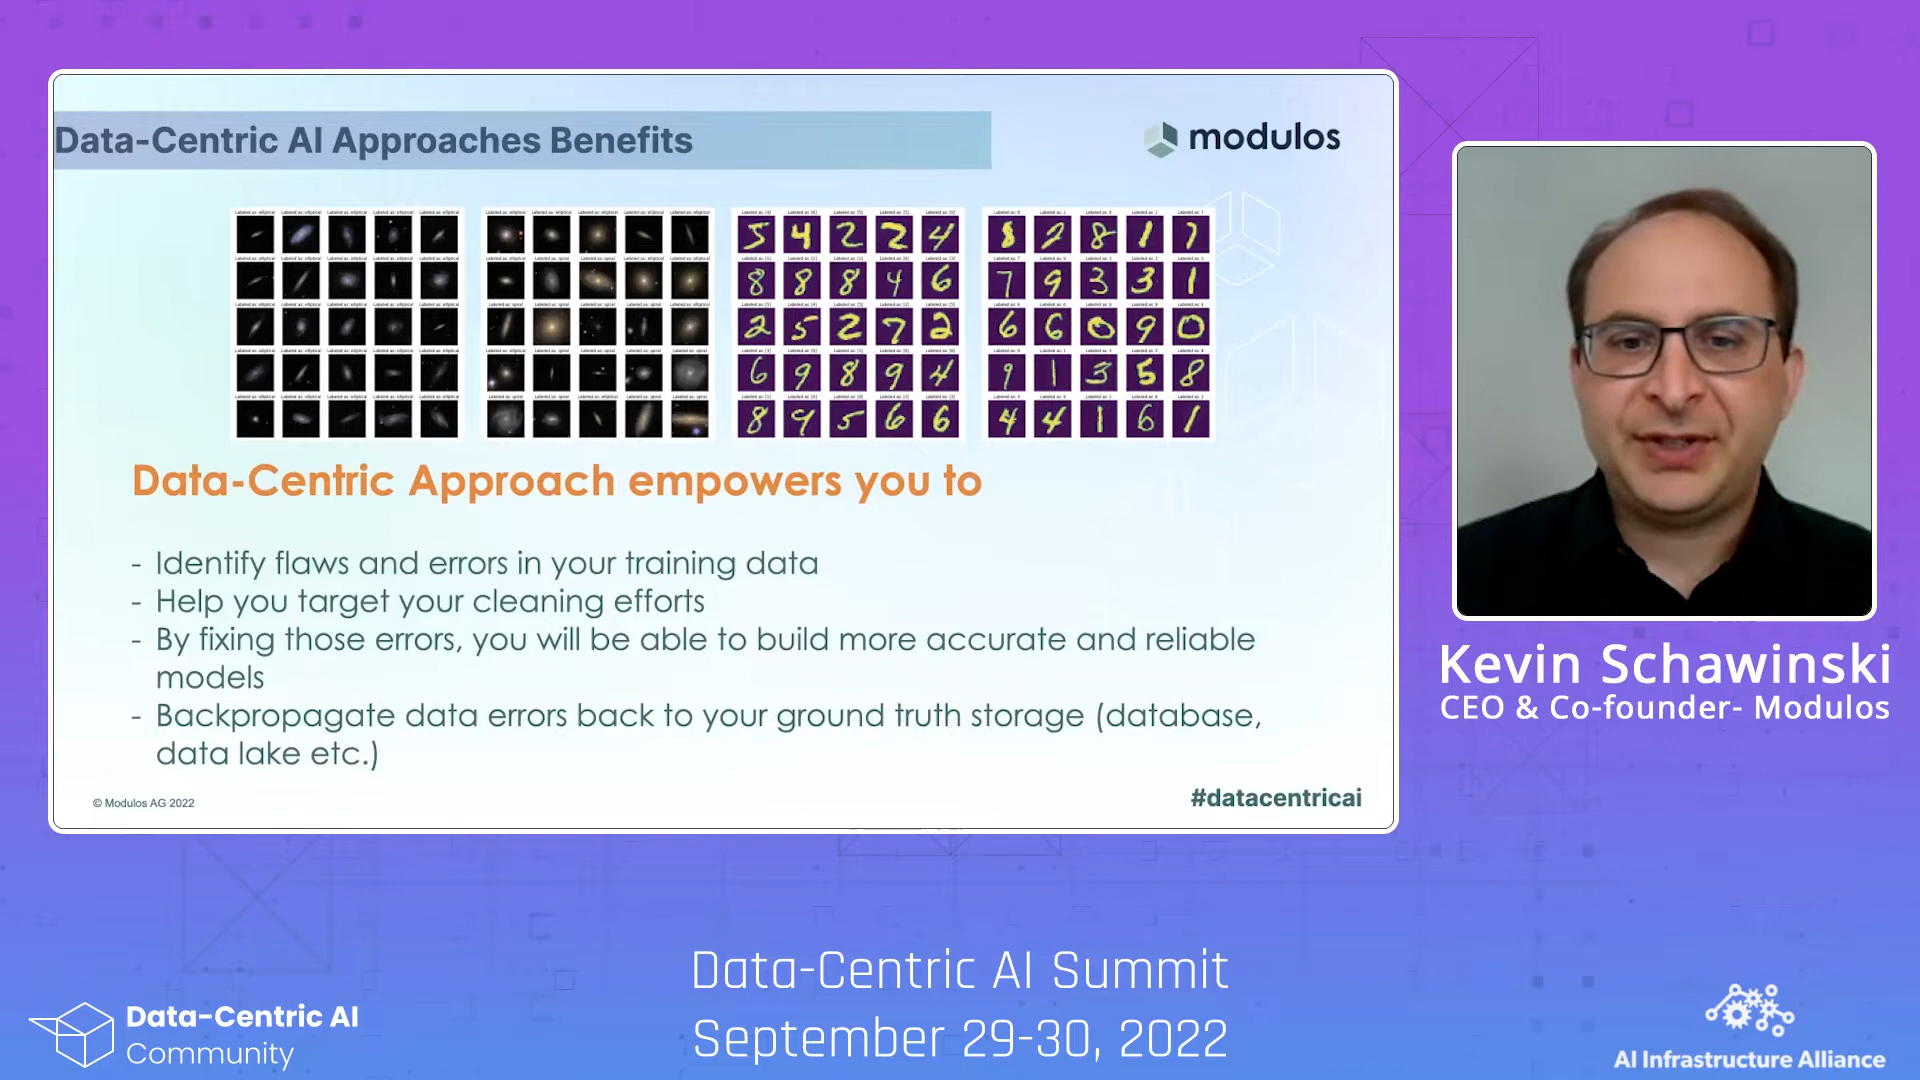 Data-Centric AI Approaches Benefits
modulos
Data-Centric Approach empowers you to
- Identify flaws and errors in your training data
- Help you target your cleaning efforts
- By fixing those errors, you will be able to build more accurate and reliable
models
- Backpropagate data errors back to your ground truth storage (database,
data lake etc.)
© Modulos AG 2022
#datacentricai
Kevin Schawinski
CEO & Co-founder- Modulos
Data-Centric AI Summit
September 29-30, 2022
Data-Centric AI
Community
AI Infrastructure Alliance